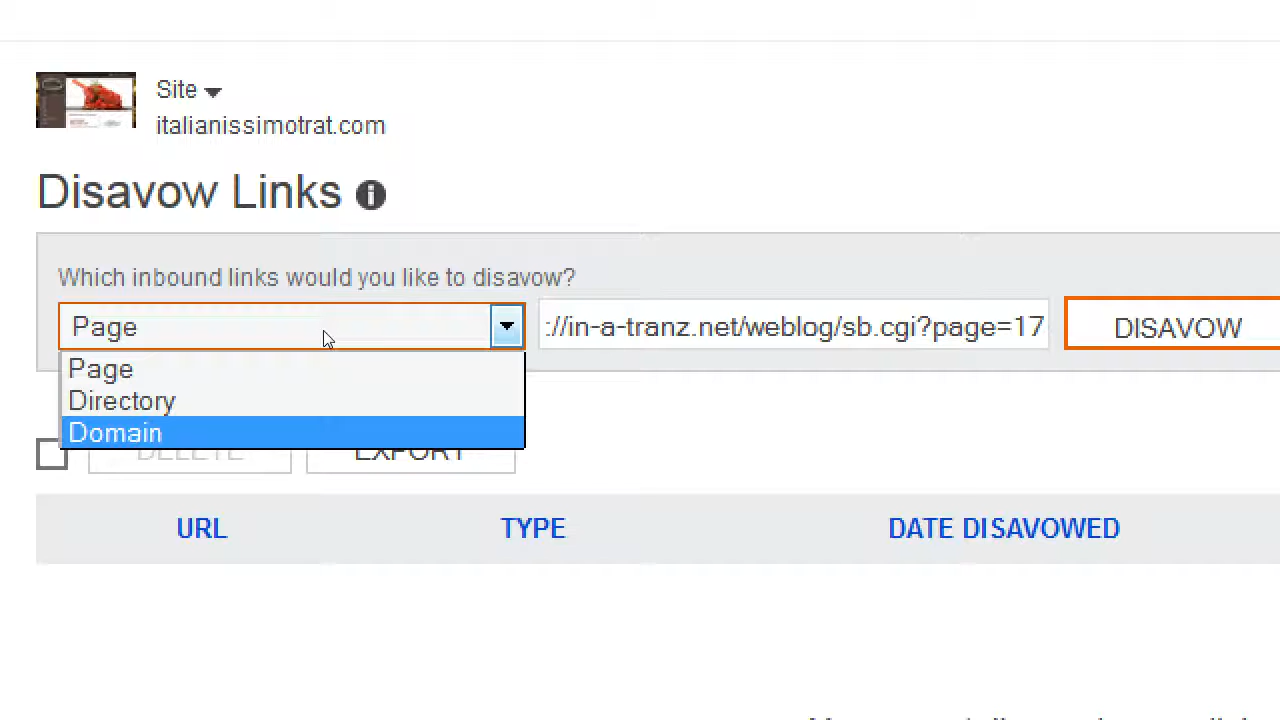 Site
italianissimotrat.com
Disavow Links
Which inbound links would you like to disavow?
Page
://in-a-tranz.net/weblog/sb.cgi?page=17
DISAVOW
Page
Directory
Domain
DELETE
EXPORT
URL
TYPE
DATE DISAVOWED